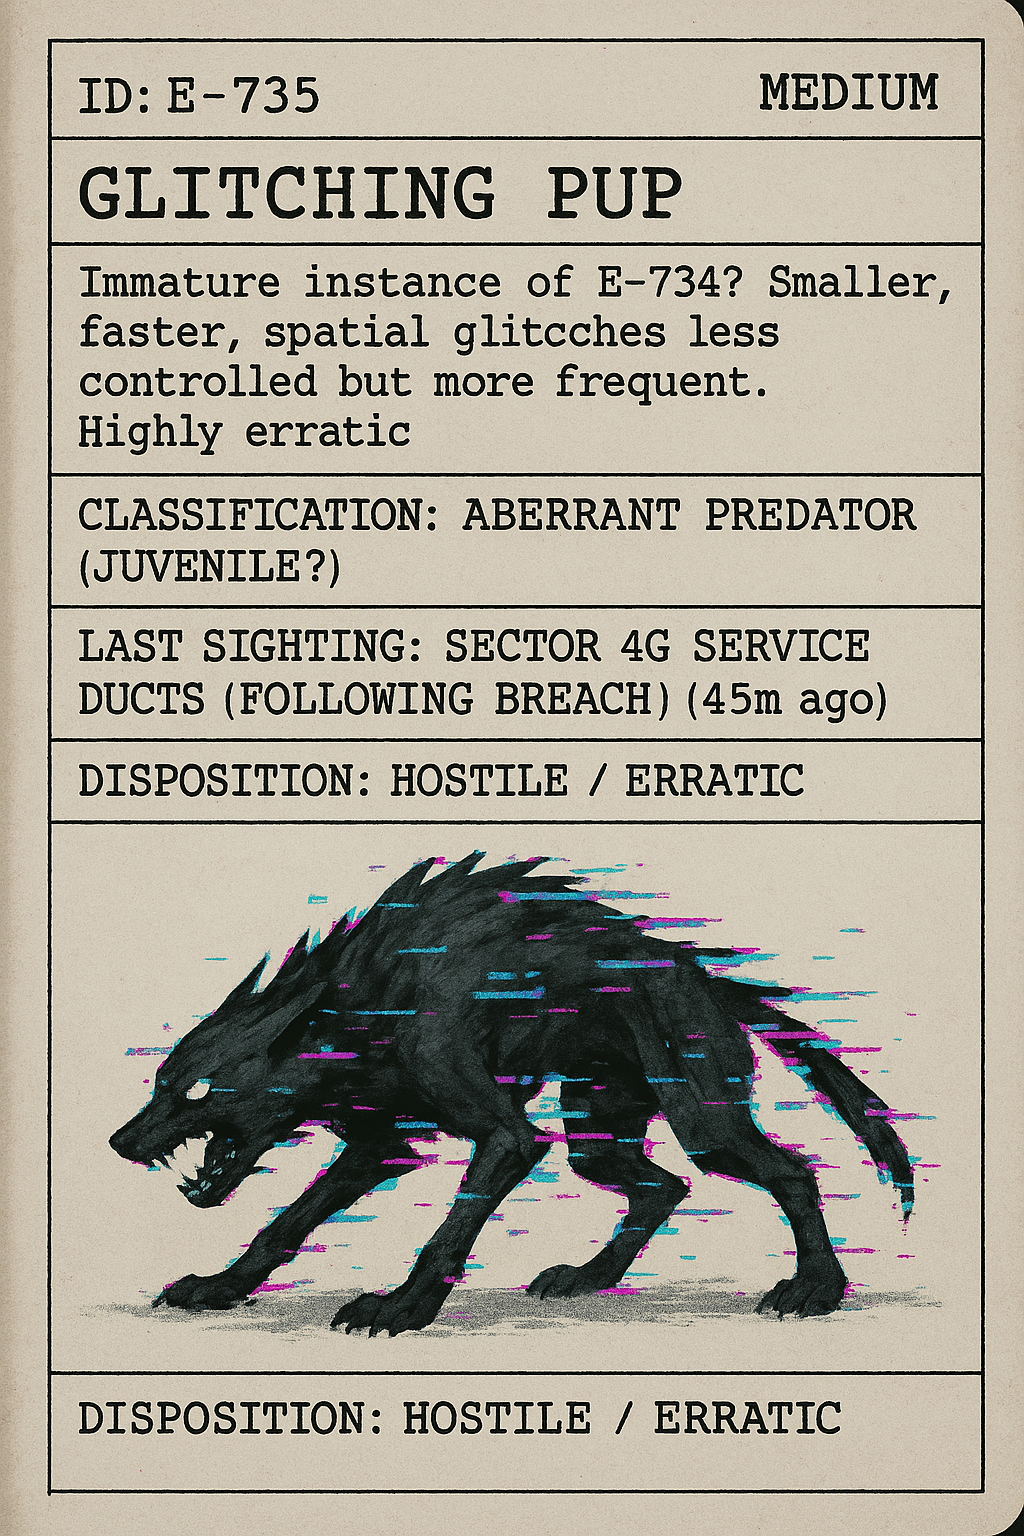 ID: E-735
MEDIUM
GLITCHING PUP
Immature instance of E-734? Smaller,
faster, spatial glitcches less
controlled but more frequent.
Highly erratic
CLASSIFICATION: ABERRANT PREDATOR
(JUVENILE?)
LAST SIGHTING: SECTOR 4G SERVICE
DUCTS (FOLLOWING BREACH) (45m ago)
DISPOSITION: HOSTILE / ERRATIC
DISPOSITION: HOSTILE / ERRATIC